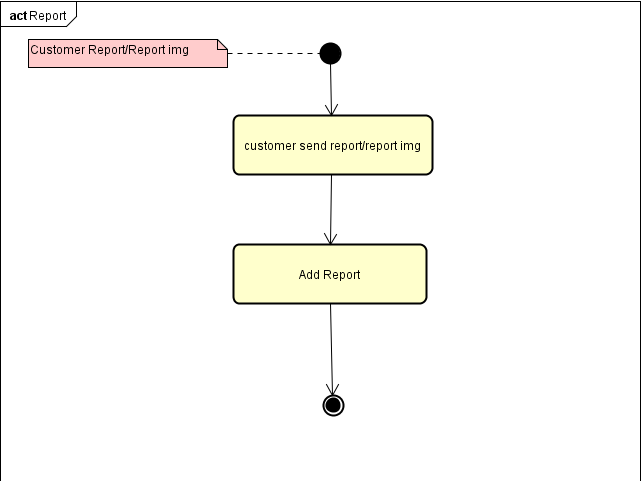 act Report
Customer Report/Report img
customer send report/report img
Add Report